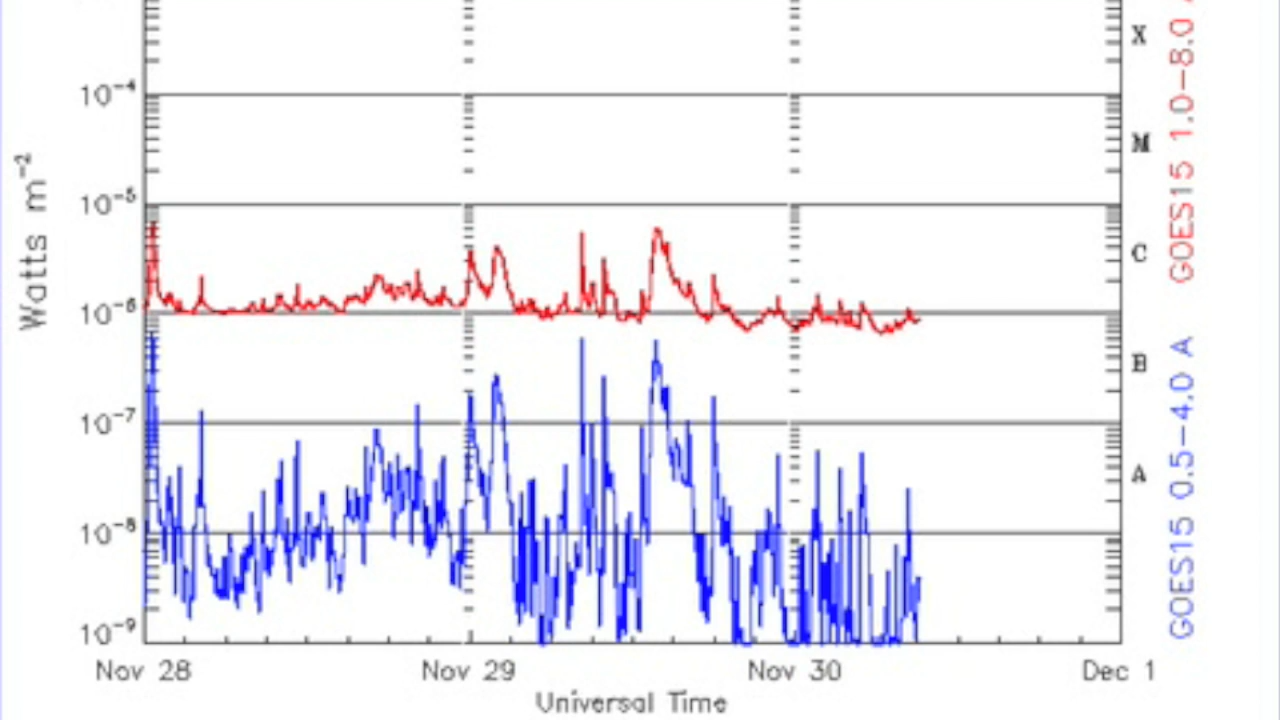 X
10⁻⁴
M
10⁻⁵
C
10⁻⁶
B
10⁻⁷
A
10⁻⁸
10⁻⁹
Watts m⁻²
Nov 28 Nov 29 Nov 30 Dec 1
Universal Time
GOES15 1.0-8.0
GOES15 0.5-4.0 A